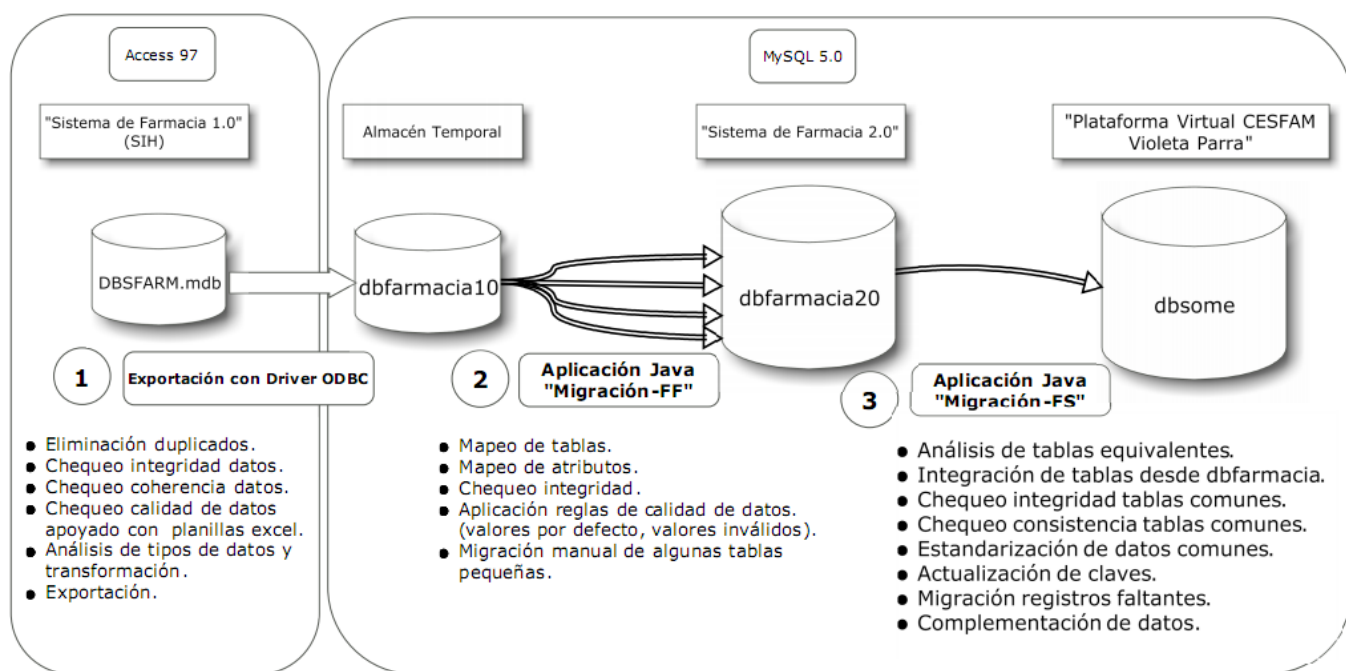 Access 97
MySQL 5.0
"Sistema de Farmacia 1.0"
(SIH)
Almacén Temporal
"Sistema de Farmacia 2.0"
"Plataforma Virtual CESFAM
Violeta Parra"
DBSFARM.mdb
dbfarmacia10
dbfarmacia20
dbsome
1
Exportación con Driver ODBC
● Eliminación duplicados.
● Chequeo integridad datos.
● Chequeo coherencia datos.
● Chequeo calidad de datos
apoyado con planillas excel.
● Análisis de tipos de datos y
transformación.
● Exportación.
2
Aplicación Java
"Migración-FF"
● Mapeo de tablas.
● Mapeo de atributos.
● Chequeo integridad.
● Aplicación reglas de calidad de datos.
(valores por defecto, valores inválidos).
● Migración manual de algunas tablas
pequeñas.
3
Aplicación Java
"Migración-FS"
● Análisis de tablas equivalentes.
● Integración de tablas desde dbfarmacia.
● Chequeo integridad tablas comunes.
● Chequeo consistencia tablas comunes.
● Estandarización de datos comunes.
● Actualización de claves.
● Migración registros faltantes.
● Complementación de datos.